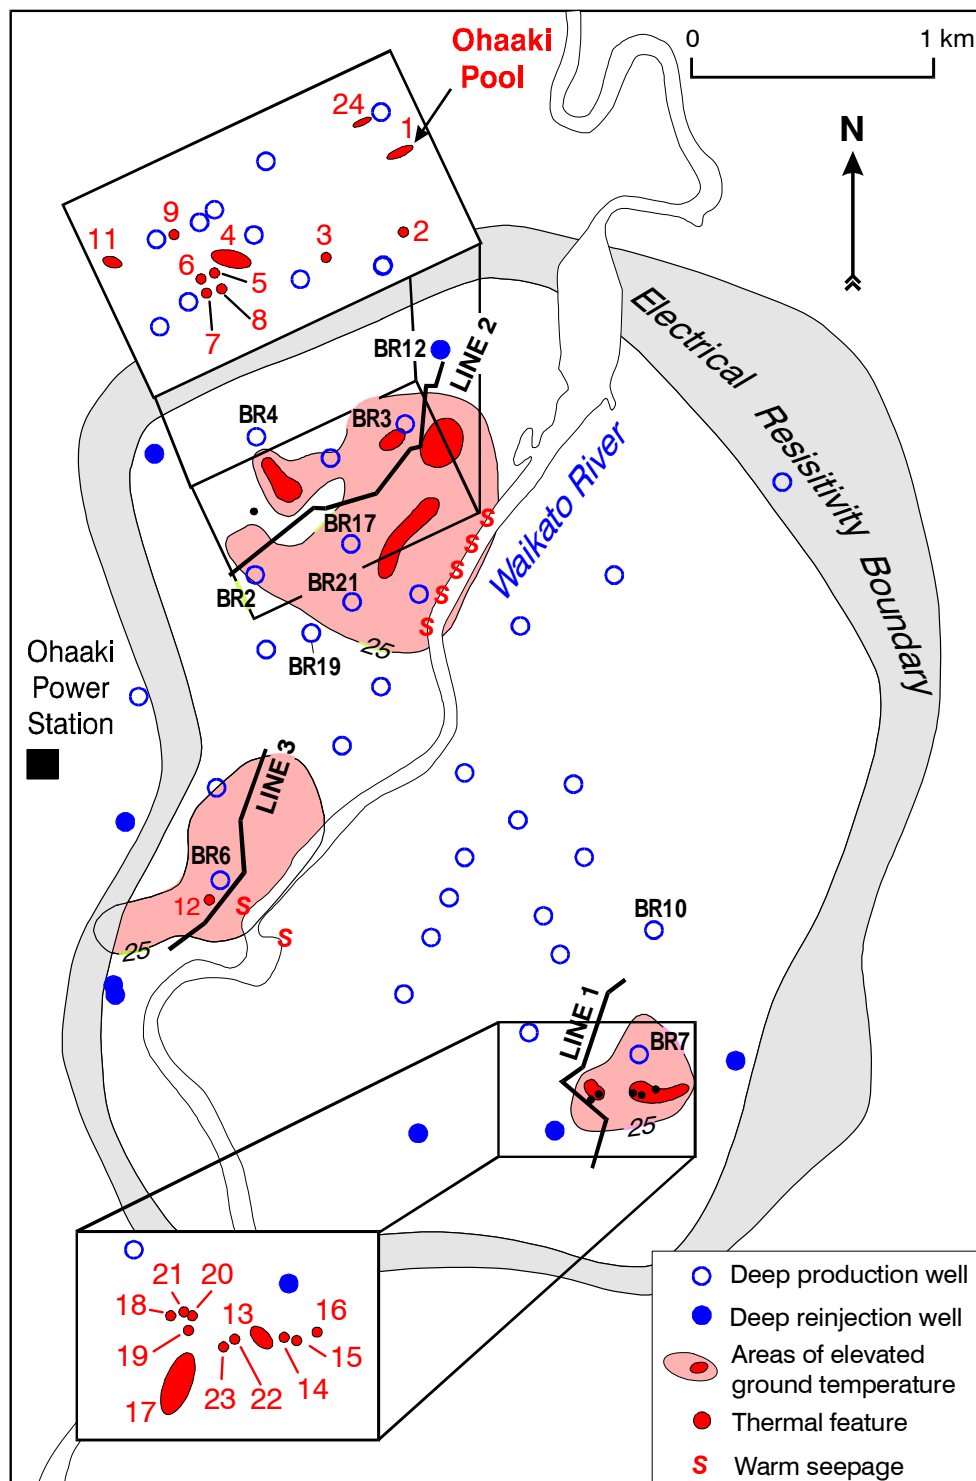 Ohaaki
Pool
0
1 km
N
24
1
9
11
4
3
2
6
5
7
8
BR12
LINE 2
Electrical Resisitivity Boundary
BR4
BR3
Waikato River
BR17
BR2
BR21
25
BR19
S
S
S
S
S
Ohaaki
Power
Station
LINE 3
BR6
12
S
S
25
BR10
LINE 1
BR7
25
21
20
18
13
16
19
15
14
17
23
22
Deep production well
Deep reinjection well
Areas of elevated
ground temperature
Thermal feature
S
Warm seepage